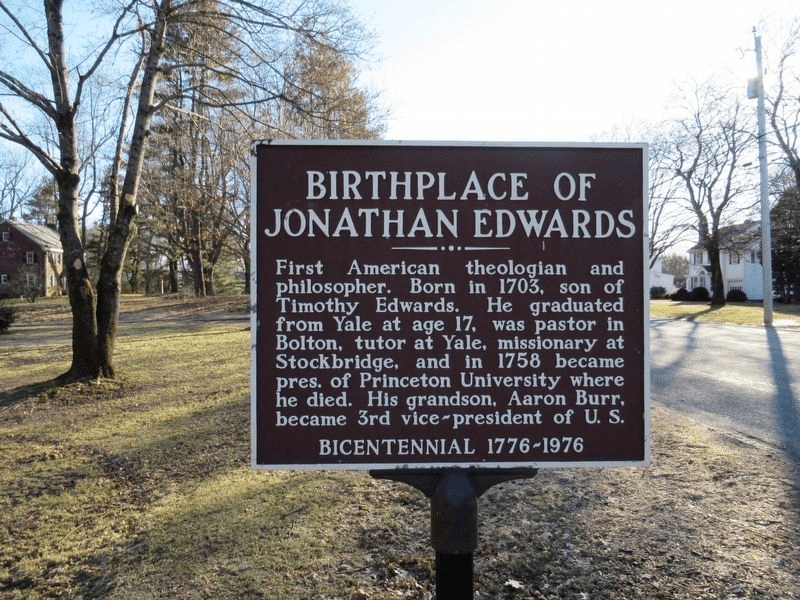 BIRTHPLACE OF
JONATHAN EDWARDS
First American theologian and
philosopher. Born in 1703, son of
Timothy Edwards. He graduated
from Yale at age 17, was pastor in
Bolton, tutor at Yale, missionary at
Stockbridge, and in 1758 became
pres. of Princeton University where
he died. His grandson, Aaron Burr,
became 3rd vice-president of U. S.
BICENTENNIAL 1776-1976